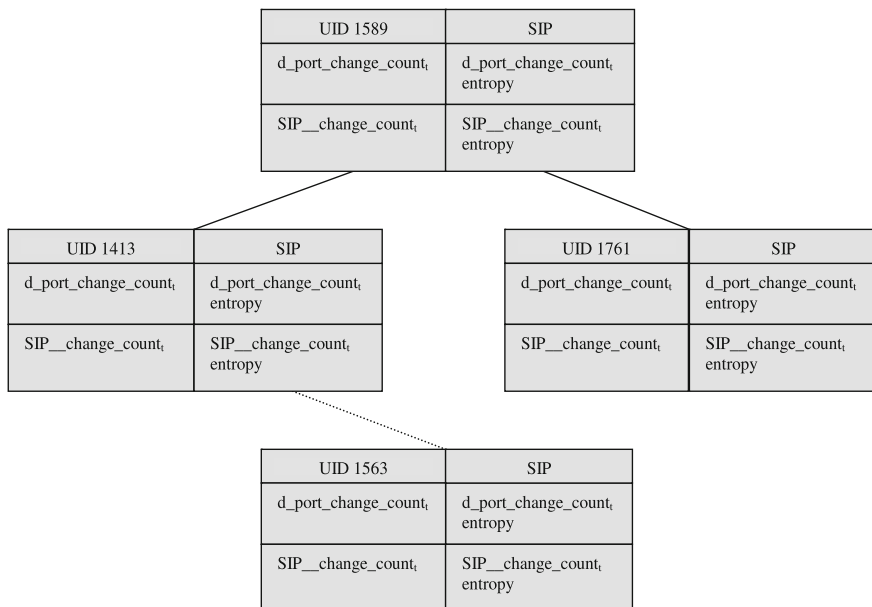 UID 1589 SIP
d_port_change_countₜ d_port_change_countₜ
entropy
SIP__change_countₜ SIP__change_countₜ
entropy
UID 1413 SIP
d_port_change_countₜ d_port_change_countₜ
entropy
SIP__change_countₜ SIP__change_countₜ
entropy
UID 1761 SIP
d_port_change_countₜ d_port_change_countₜ
entropy
SIP__change_countₜ SIP__change_countₜ
entropy
UID 1563 SIP
d_port_change_countₜ d_port_change_countₜ
entropy
SIP__change_countₜ SIP__change_countₜ
entropy